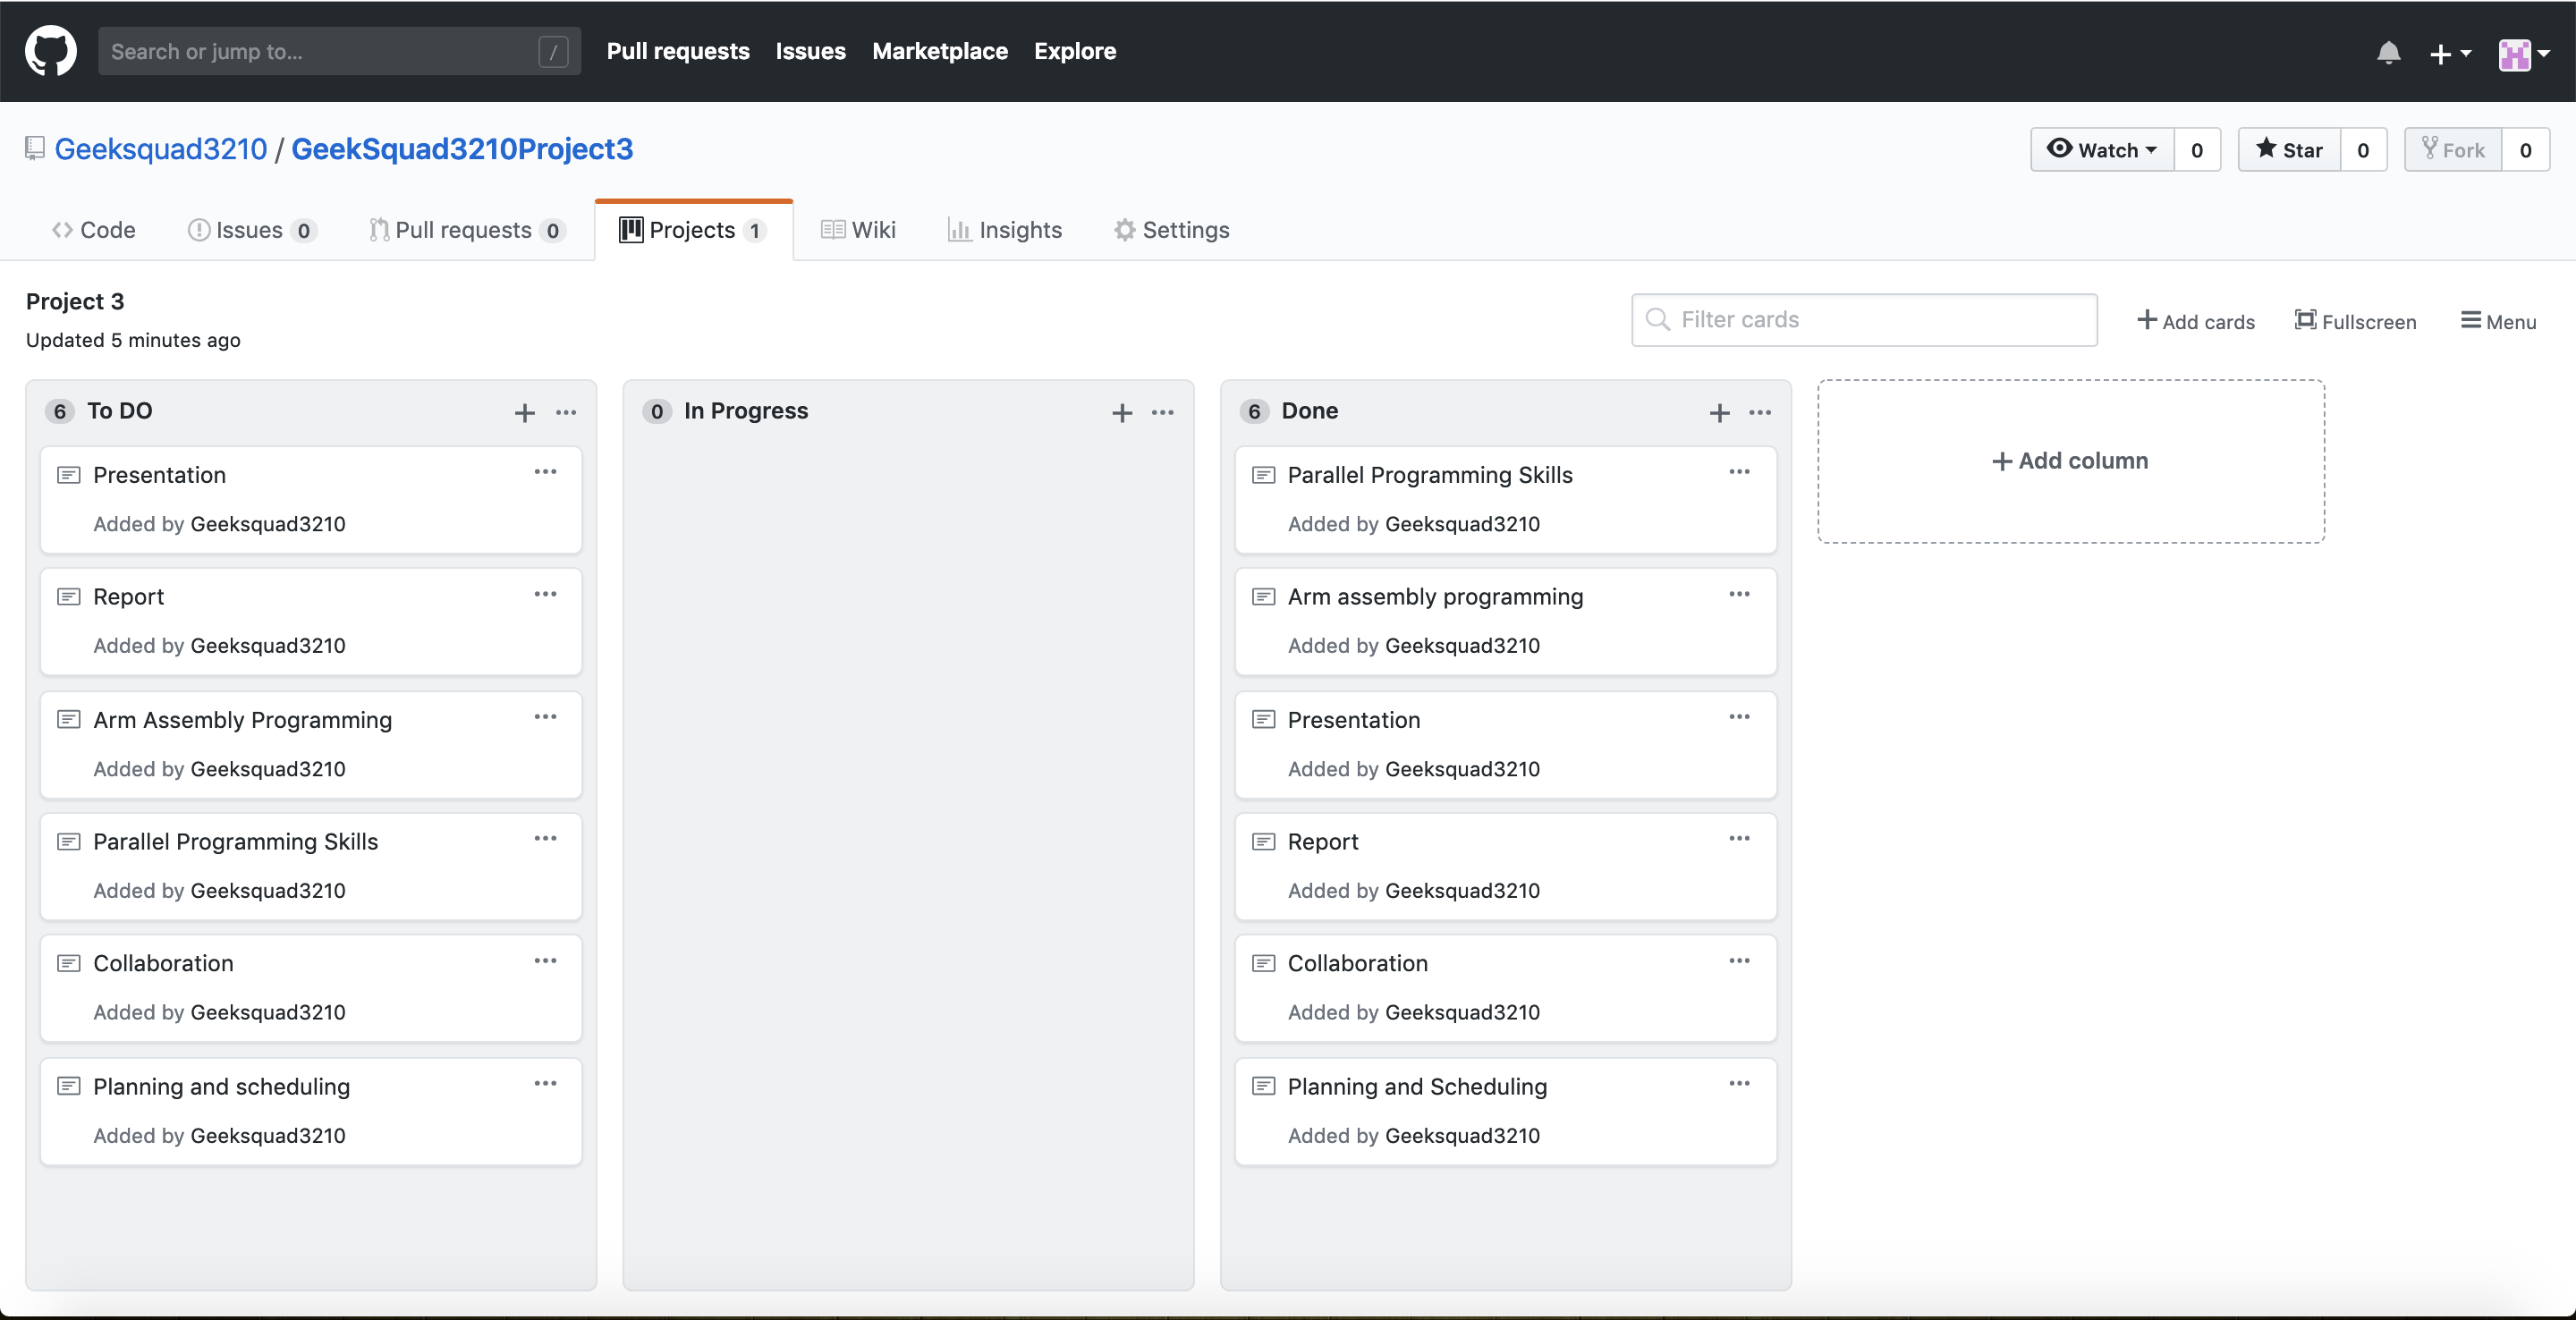 Search or jump to... /
Pull requests Issues Marketplace Explore
Geeksquad3210 / GeekSquad3210Project3
Watch 0 Star 0 Fork 0
Code Issues 0 Pull requests 0 Projects 1 Wiki Insights Settings
Project 3
Updated 5 minutes ago
Filter cards
Add cards Fullscreen Menu
6 To DO
Presentation
Added by Geeksquad3210
Report
Added by Geeksquad3210
Arm Assembly Programming
Added by Geeksquad3210
Parallel Programming Skills
Added by Geeksquad3210
Collaboration
Added by Geeksquad3210
Planning and scheduling
Added by Geeksquad3210
0 In Progress
6 Done
Parallel Programming Skills
Added by Geeksquad3210
Arm assembly programming
Added by Geeksquad3210
Presentation
Added by Geeksquad3210
Report
Added by Geeksquad3210
Collaboration
Added by Geeksquad3210
Planning and Scheduling
Added by Geeksquad3210
Add column